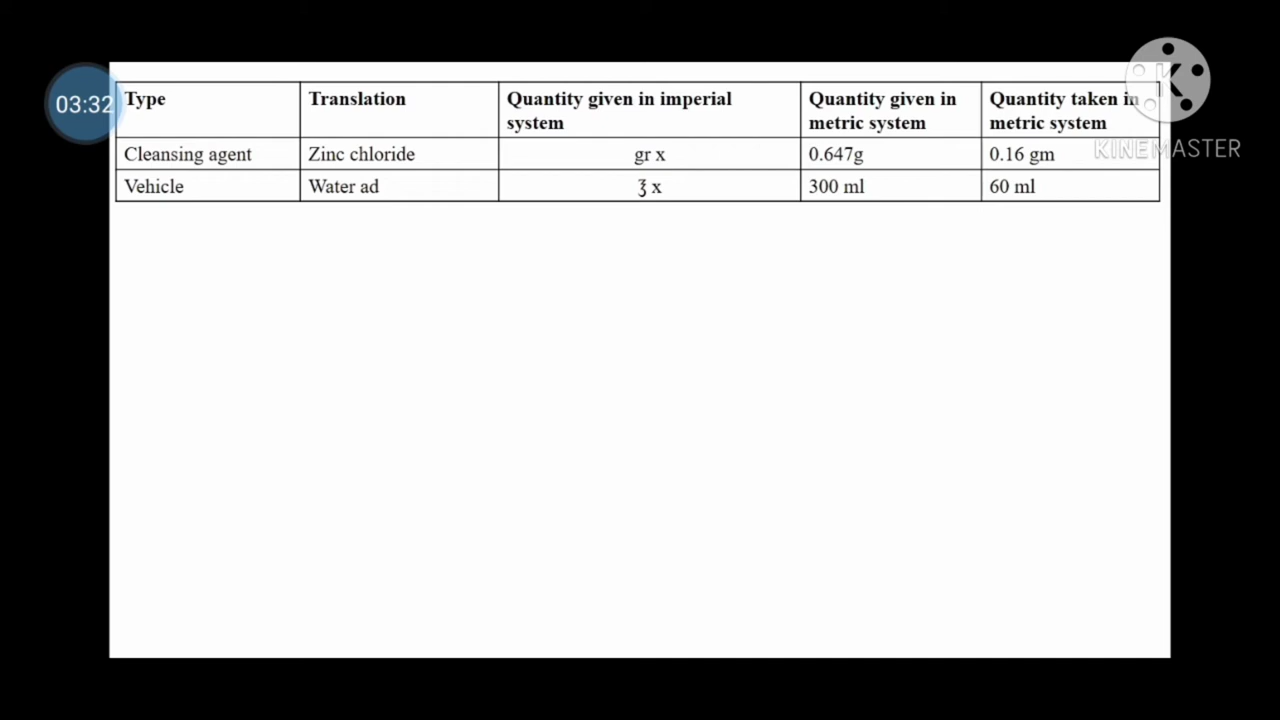 03:32
Type Translation Quantity given in imperial Quantity given in Quantity taken in
system metric system metric system
Cleansing agent Zinc chloride gr x 0.647g 0.16 gm
Vehicle Water ad ℥ x 300 ml 60 ml
K
KINEMASTER